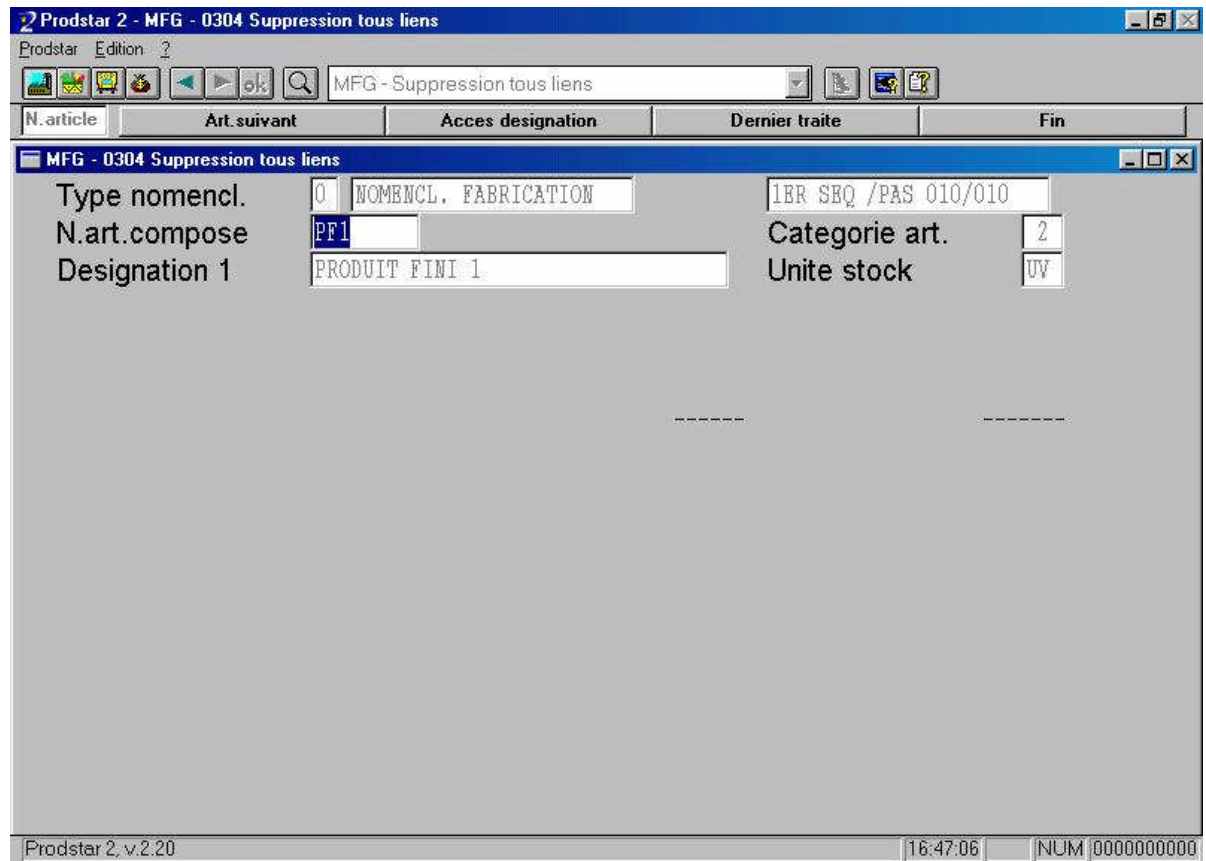 Prodstar 2 - MFG - 0304 Suppression tous liens
Prodstar Edition ?
ok MFG - Suppression tous liens
N.article Art.suivant Acces designation Dernier traite Fin
MFG - 0304 Suppression tous liens
Type nomencl. 0 NOMENCL. FABRICATION 1ER SEQ /PAS 010/010
N.art.compose PF1 Categorie art. 2
Designation 1 PRODUIT FINI 1 Unite stock UV
------ -------
Prodstar 2, v.2.20 16:47:06 NUM 0000000000